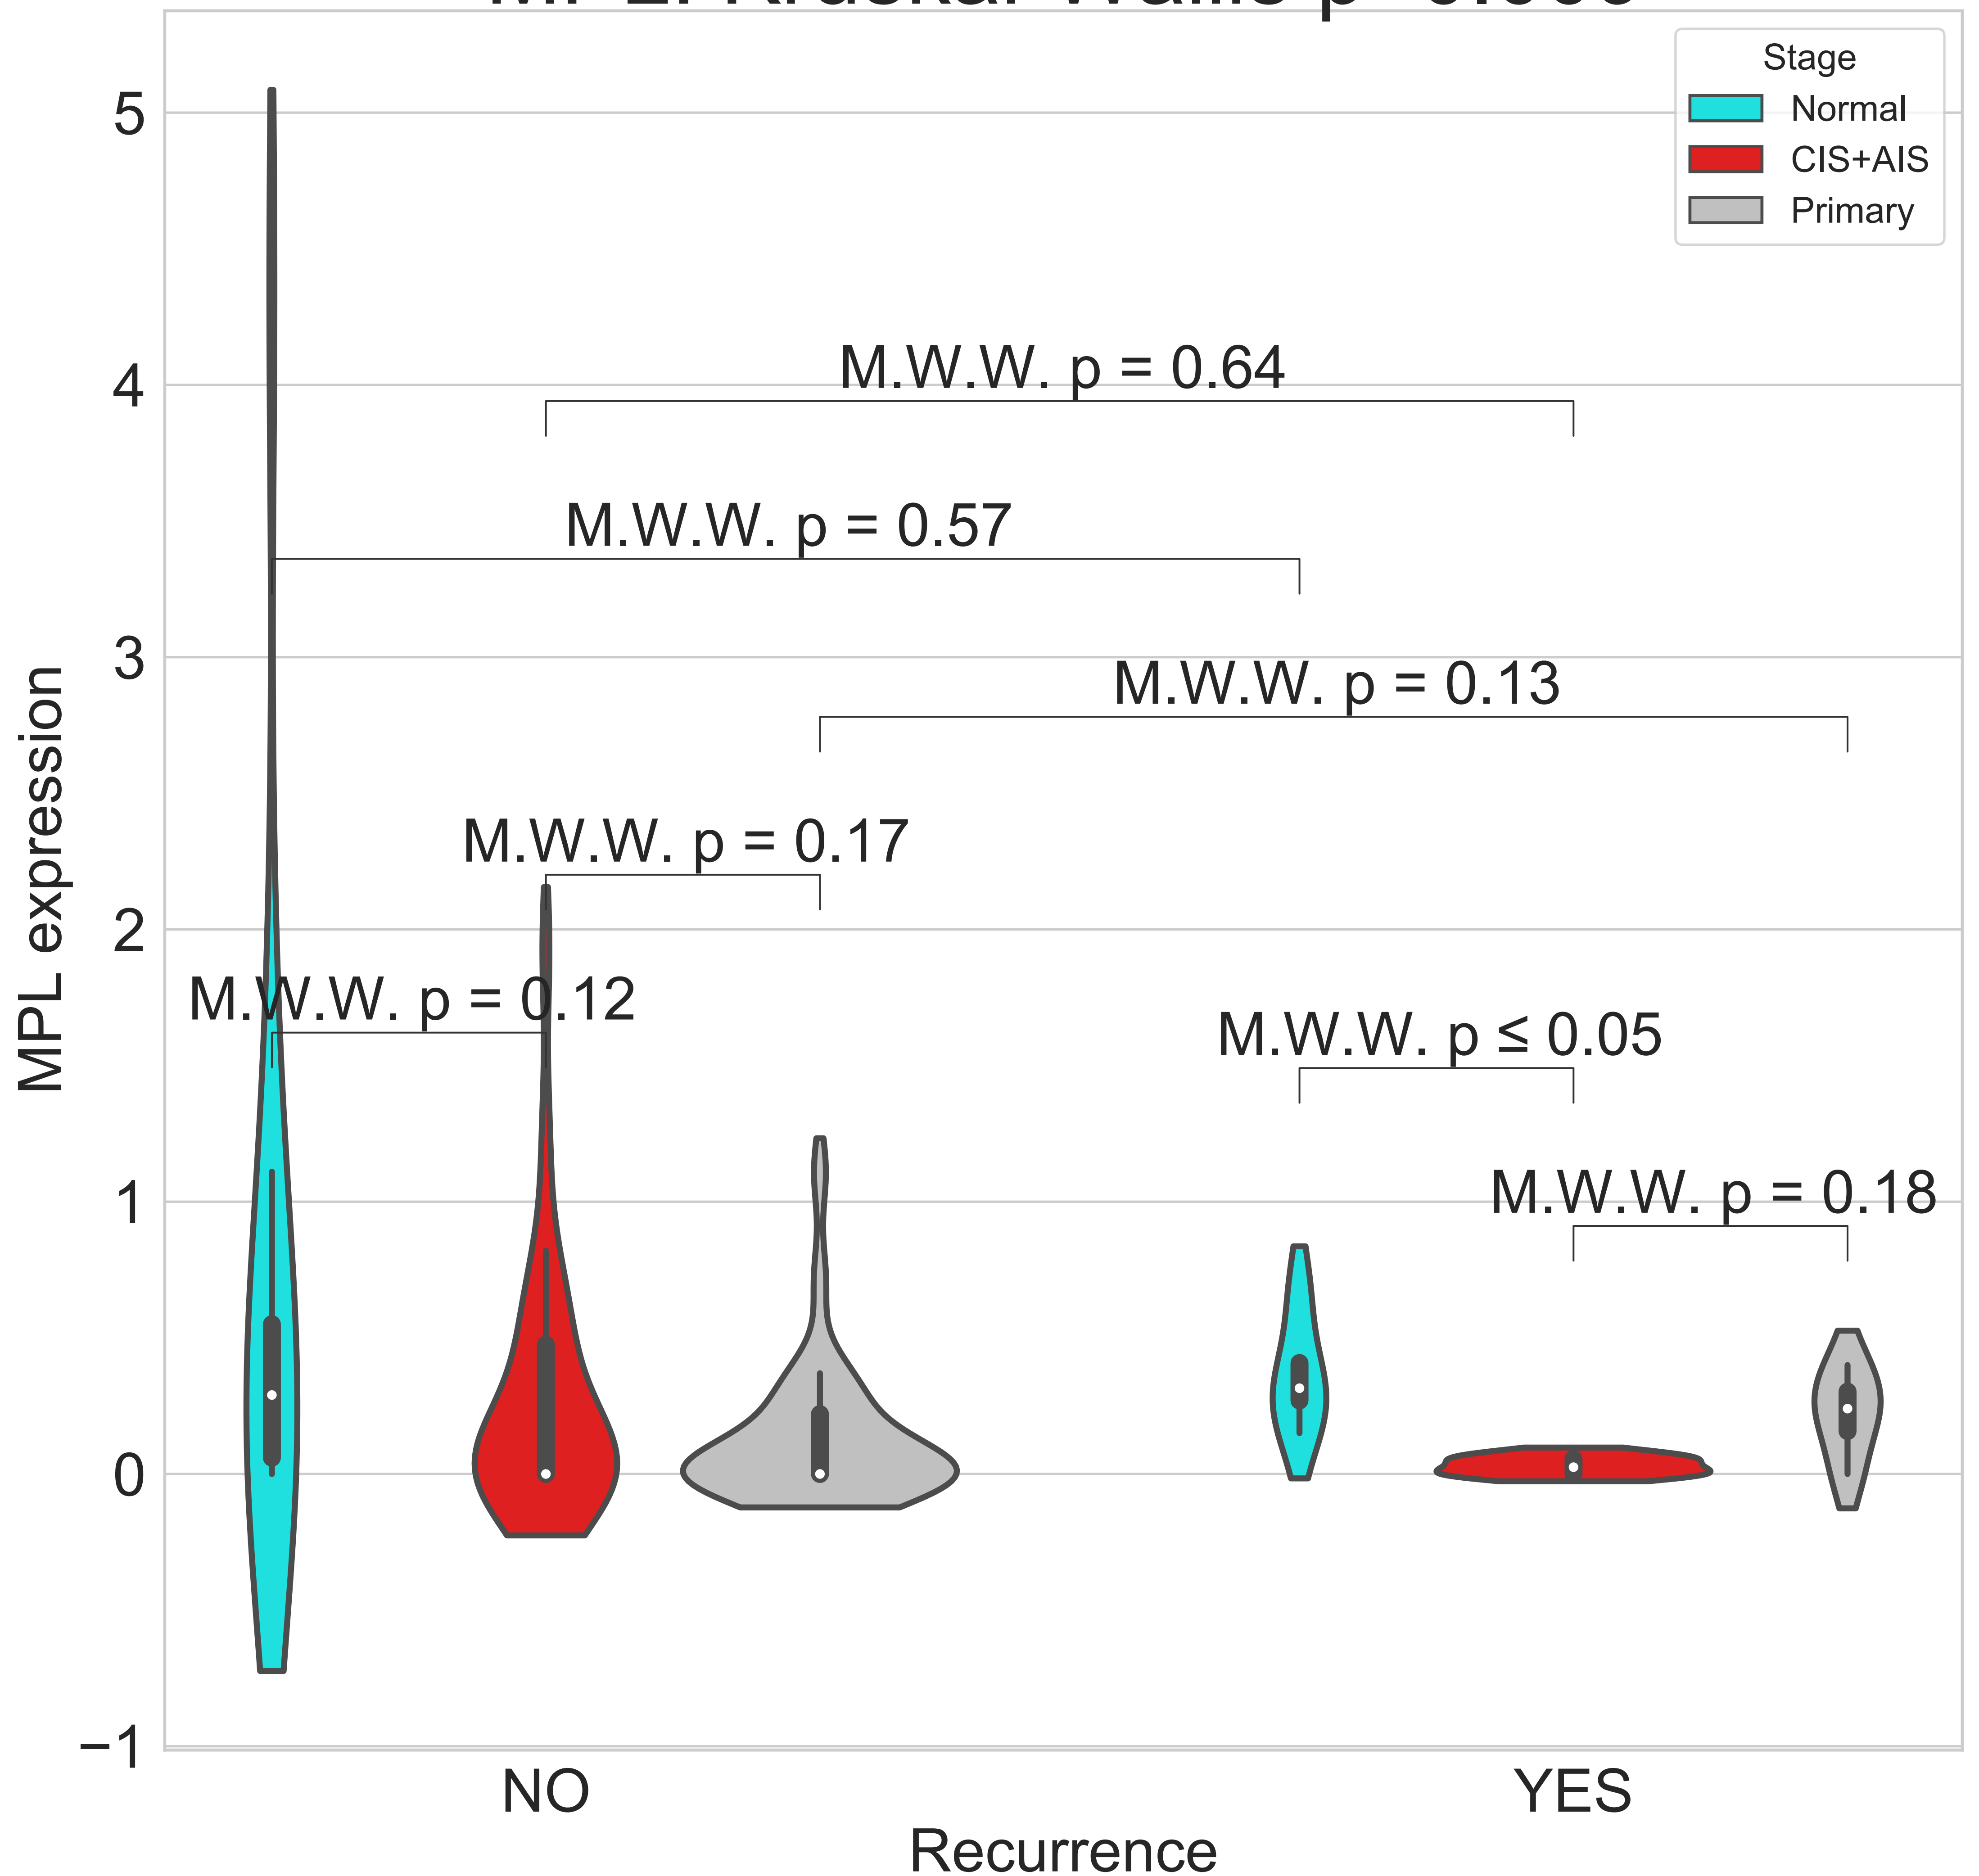 Stage
Normal
CIS+AIS
Primary
5
4
3
2
1
0
−1
MPL expression
M.W.W. p = 0.64
M.W.W. p = 0.57
M.W.W. p = 0.13
M.W.W. p = 0.17
M.W.W. p = 0.12
M.W.W. p ≤ 0.05
M.W.W. p = 0.18
NO
YES
Recurrence